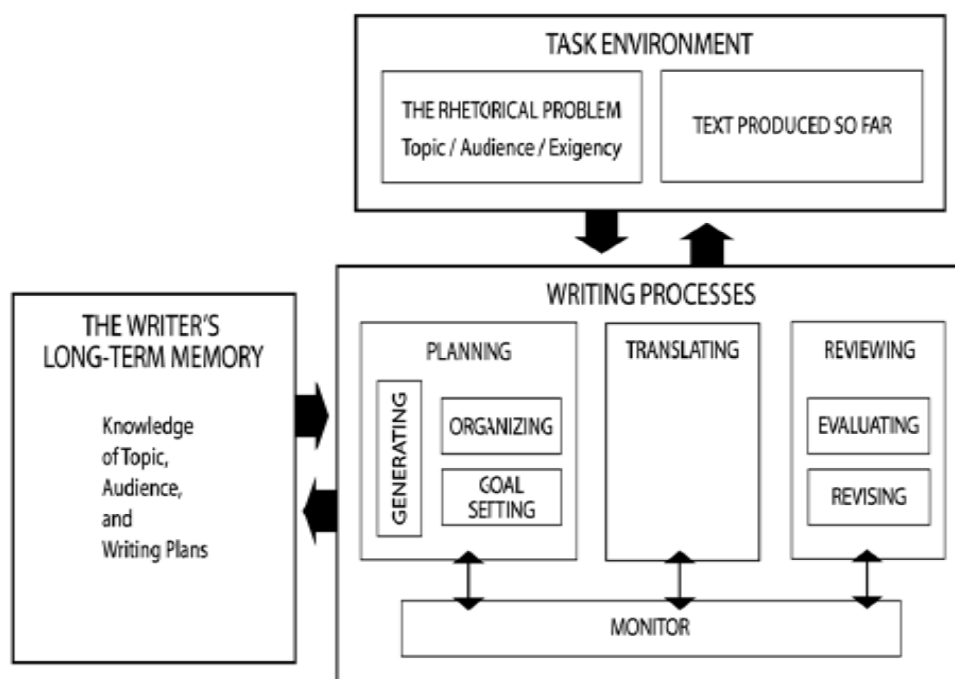 TASK ENVIRONMENT
THE RHETORICAL PROBLEM
Topic / Audience / Exigency
TEXT PRODUCED SO FAR
THE WRITER'S
LONG-TERM MEMORY
Knowledge
of Topic,
Audience,
and
Writing Plans
WRITING PROCESSES
PLANNING
GENERATING
ORGANIZING
GOAL
SETTING
TRANSLATING
REVIEWING
EVALUATING
REVISING
MONITOR